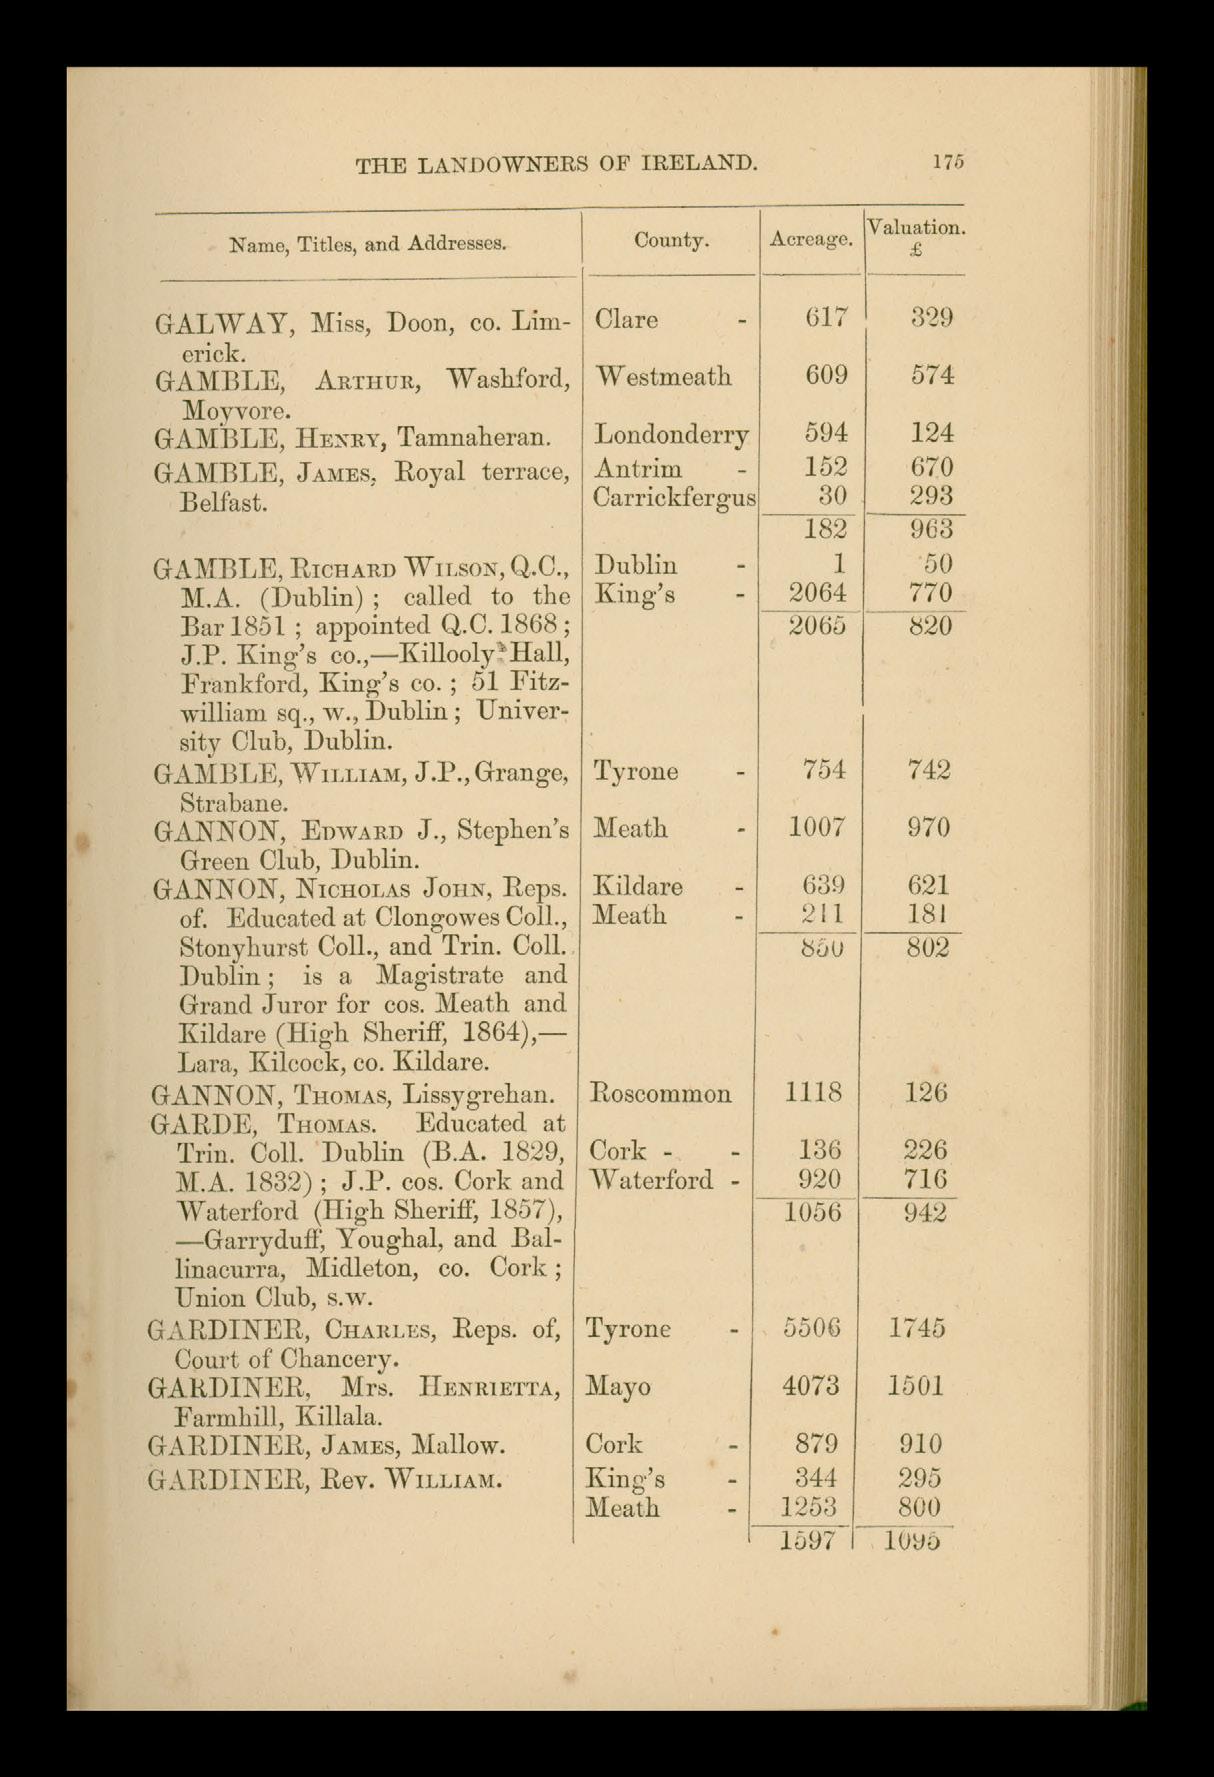 THE LANDOWNERS OF IRELAND. 175
Name, Titles, and Addresses. County. Acreage. Valuation. £
GALWAY, Miss, Doon, co. Lim- Clare - 617 329
erick.
GAMBLE, ARTHUR, Washford, Westmeath 609 574
Moyvore.
GAMBLE, HENRY, Tamnaheran. Londonderry 594 124
GAMBLE, JAMES, Royal terrace, Antrim - 152 670
Belfast. Carrickfergus 30 293
182 963
GAMBLE, RICHARD WILSON, Q.C., Dublin - 1 50
M.A. (Dublin) ; called to the King's - 2064 770
Bar 1851 ; appointed Q.C. 1868 ; 2065 820
J.P. King's co.,—Killooly Hall,
Frankford, King's co. ; 51 Fitz-
william sq., w., Dublin ; Univer-
sity Club, Dublin.
GAMBLE, WILLIAM, J.P., Grange, Tyrone - 754 742
Strabane.
GANNON, EDWARD J., Stephen's Meath - 1007 970
Green Club, Dublin.
GANNON, NICHOLAS JOHN, Reps. Kildare - 639 621
of. Educated at Clongowes Coll., Meath - 211 181
Stonyhurst Coll., and Trin. Coll. 850 802
Dublin ; is a Magistrate and
Grand Juror for cos. Meath and
Kildare (High Sheriff, 1864),—
Lara, Kilcock, co. Kildare.
GANNON, THOMAS, Lissygrehan. Roscommon 1118 126
GARDE, THOMAS. Educated at
Trin. Coll. Dublin (B.A. 1829, Cork - - 136 226
M.A. 1832) ; J.P. cos. Cork and Waterford - 920 716
Waterford (High Sheriff, 1857), 1056 942
—Garryduff, Youghal, and Bal-
linacurra, Midleton, co. Cork ;
Union Club, s.w.
GARDINER, CHARLES, Reps. of, Tyrone - 5506 1745
Court of Chancery.
GARDINER, Mrs. HENRIETTA, Mayo 4073 1501
Farmhill, Killala.
GARDINER, JAMES, Mallow. Cork - 879 910
GARDINER, Rev. WILLIAM. King's - 344 295
Meath - 1253 800
1597 1095